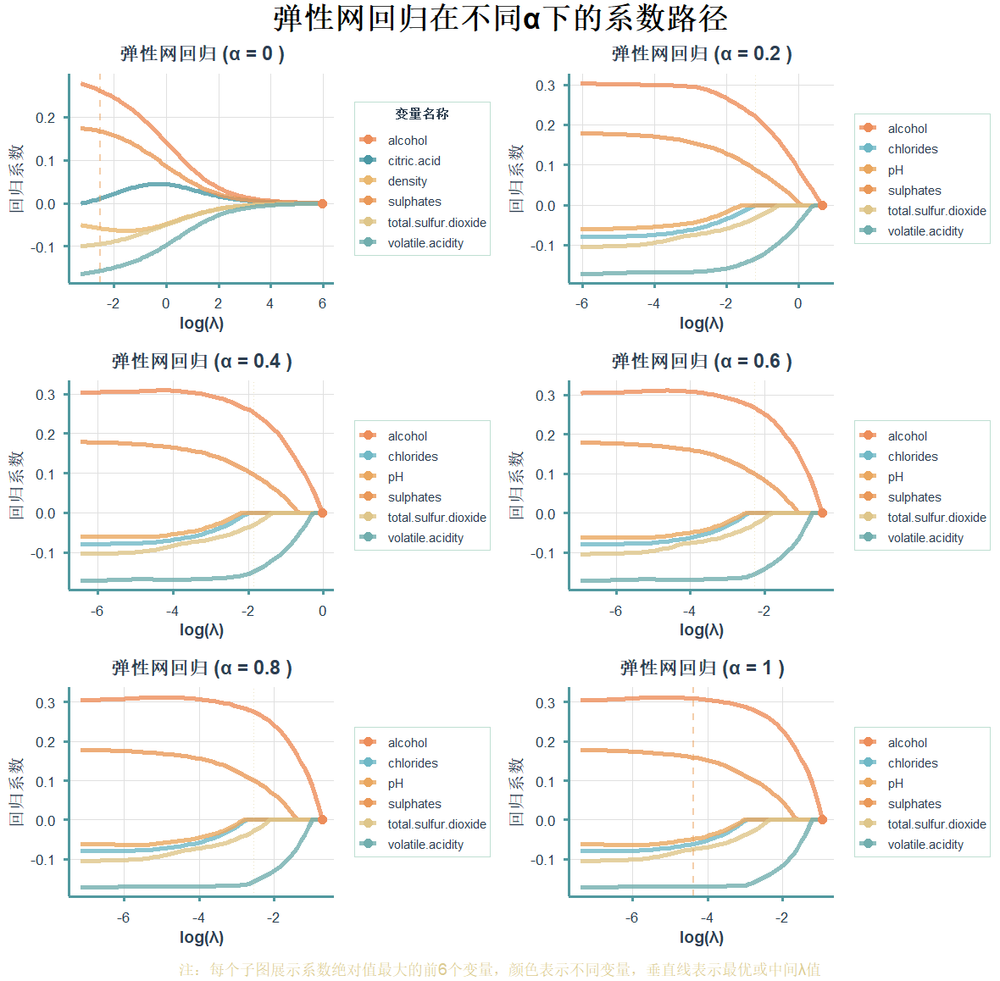 弹性网回归在不同α下的系数路径
弹性网回归 (α = 0 )
回归系数
0.2
0.1
0.0
-0.1
-2 0 2 4 6
log(λ)
变量名称
alcohol
citric.acid
density
sulphates
total.sulfur.dioxide
volatile.acidity
弹性网回归 (α = 0.2 )
回归系数
0.3
0.2
0.1
0.0
-0.1
-6 -4 -2 0
log(λ)
alcohol
chlorides
pH
sulphates
total.sulfur.dioxide
volatile.acidity
弹性网回归 (α = 0.4 )
回归系数
0.3
0.2
0.1
0.0
-0.1
-6 -4 -2 0
log(λ)
alcohol
chlorides
pH
sulphates
total.sulfur.dioxide
volatile.acidity
弹性网回归 (α = 0.6 )
回归系数
0.3
0.2
0.1
0.0
-0.1
-6 -4 -2
log(λ)
alcohol
chlorides
pH
sulphates
total.sulfur.dioxide
volatile.acidity
弹性网回归 (α = 0.8 )
回归系数
0.3
0.2
0.1
0.0
-0.1
-6 -4 -2
log(λ)
alcohol
chlorides
pH
sulphates
total.sulfur.dioxide
volatile.acidity
弹性网回归 (α = 1 )
回归系数
0.3
0.2
0.1
0.0
-0.1
-6 -4 -2
log(λ)
alcohol
chlorides
pH
sulphates
total.sulfur.dioxide
volatile.acidity
注：每个子图展示系数绝对值最大的前6个变量，颜色表示不同变量，垂直线表示最优或中间λ值